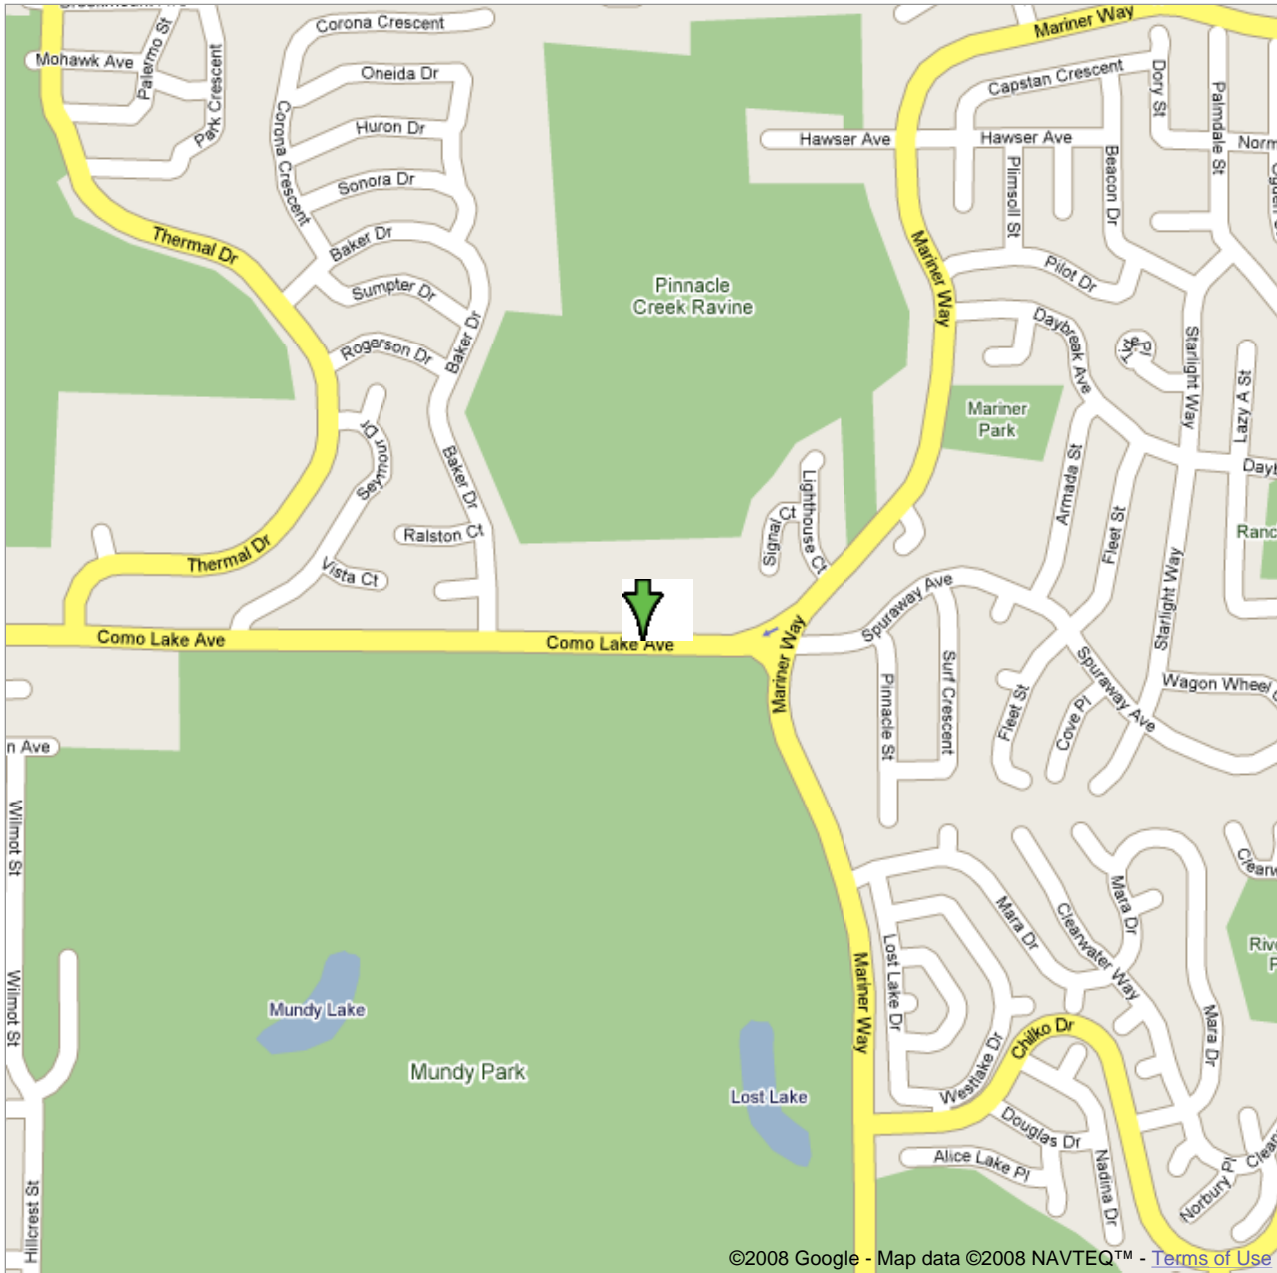 Corona Crescent
Mariner Way
Palermo St
Mohawk Ave
Park Crescent
Oneida Dr
Capstan Crescent
Dory St
Palmdale St
Corona Crescent
Huron Dr
Hawser Ave
Hawser Ave
Plimsoll St
Beacon Dr
Sonora Dr
Thermal Dr
Baker Dr
Mariner Way
Pilot Dr
Sumpter Dr
Pinnacle
Creek Ravine
Daybreak Ave
Starlight Way
Rogerson Dr
Baker Dr
Lazy A St
Mariner
Park
Seymour Dr
Baker Dr
Armada St
Lighthouse Ct
Signal Ct
Fleet St
Ralston Ct
Thermal Dr
Vista Ct
Starlight Way
Spuraway Ave
Como Lake Ave
Como Lake Ave
Mariner Way
Pinnacle St
Surf Crescent
Fleet St
Cove Pl
Spuraway Ave
Wagon Wheel
n Ave
Wilmot St
Mara Dr
Mara Dr
Clearwater Way
Lost Lake Dr
Mariner Way
Wilmot St
Mundy Lake
Mara Dr
Chilko Dr
Westlake Dr
Mundy Park
Lost Lake
Douglas Dr
Alice Lake Pl
Nadina Dr
Norbury Pl
Hillcrest St
©2008 Google - Map data ©2008 NAVTEQ™ - Terms of Use